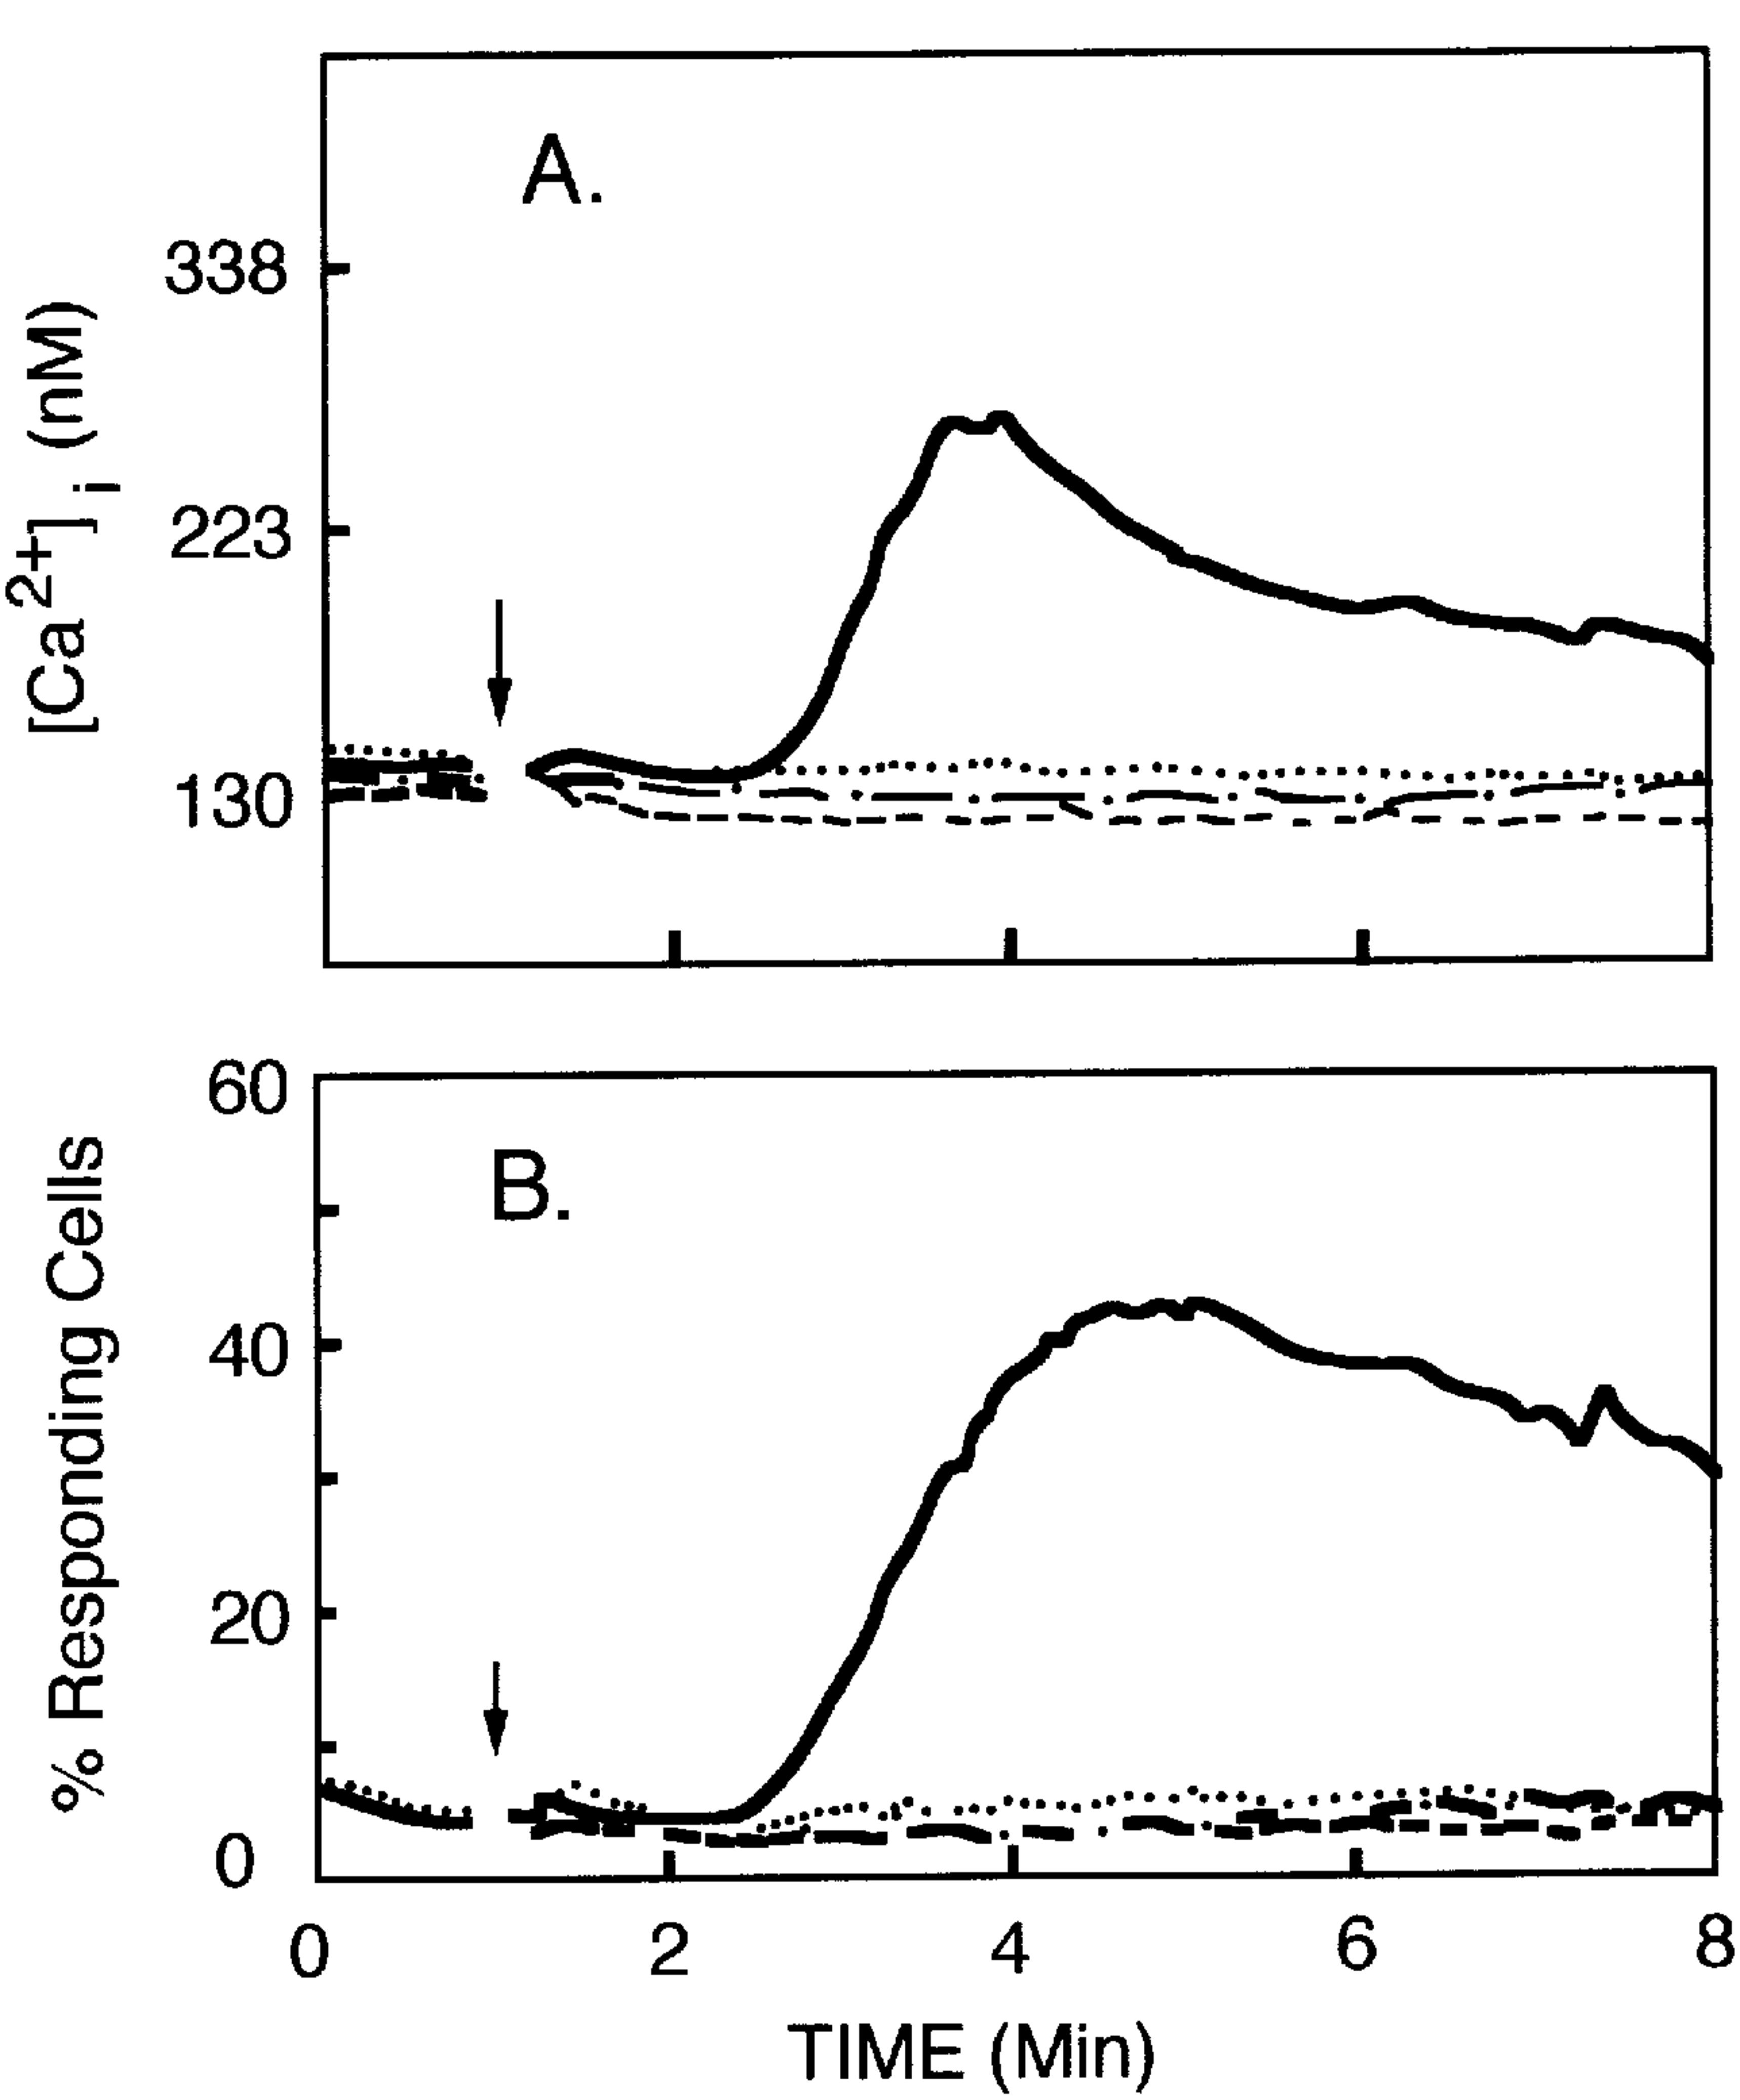 A.
338
223
130
[Ca2+]i (nM)
B.
60
40
20
0
% Responding Cells
0 2 4 6 8
TIME (Min)